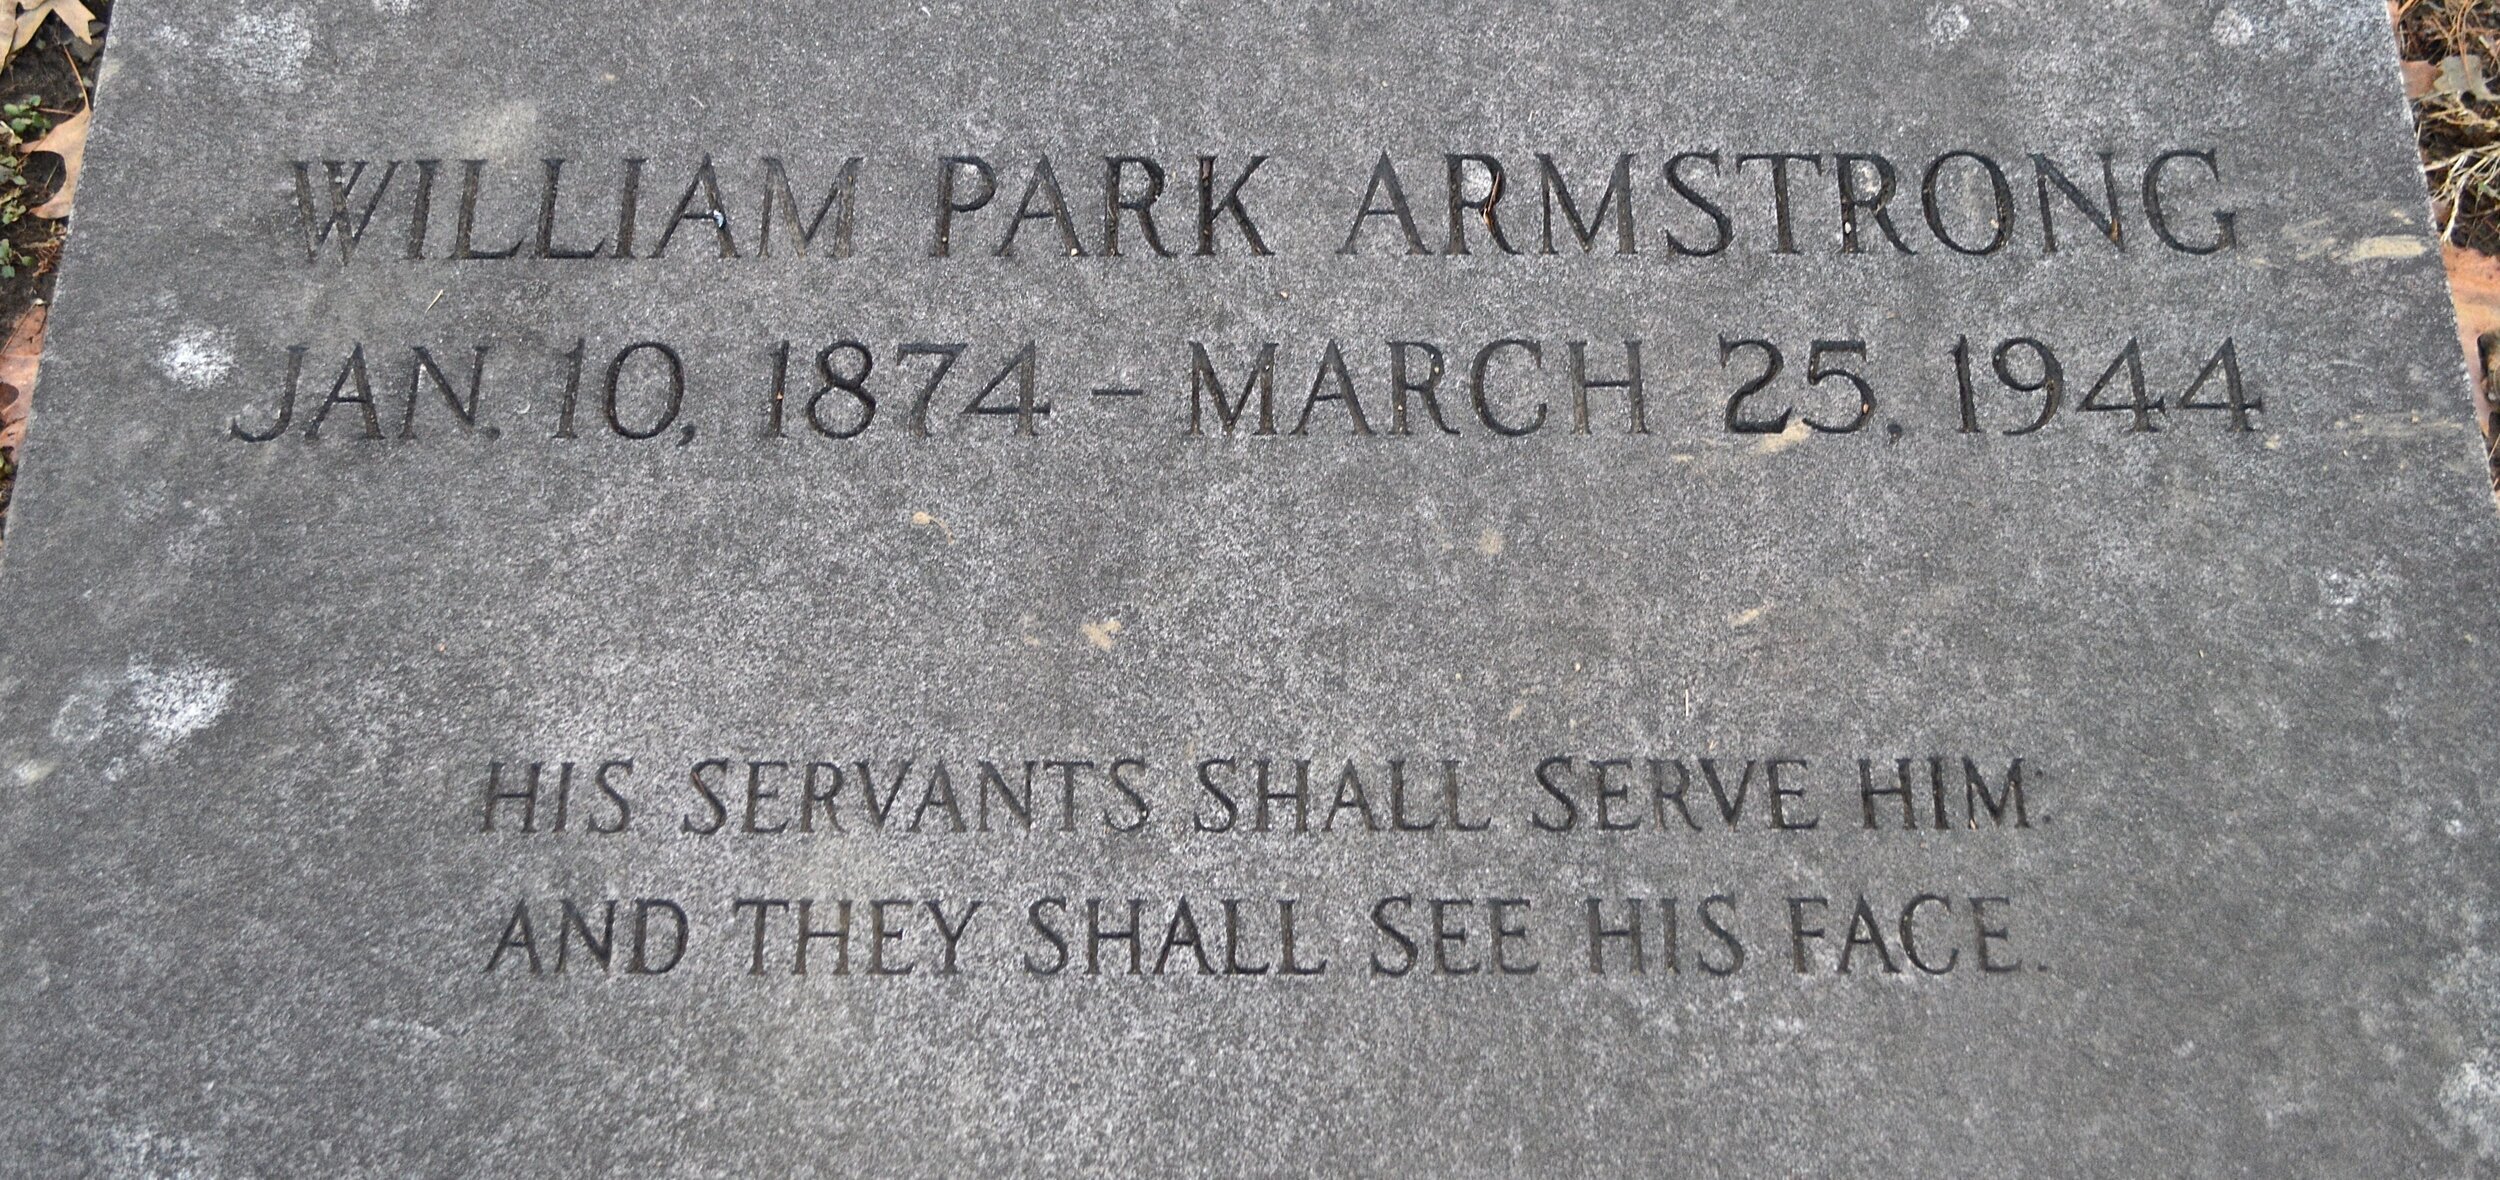 WILLIAM PARK ARMSTRONG
JAN. 10, 1874 – MARCH 25, 1944
HIS SERVANTS SHALL SERVE HIM:
AND THEY SHALL SEE HIS FACE.